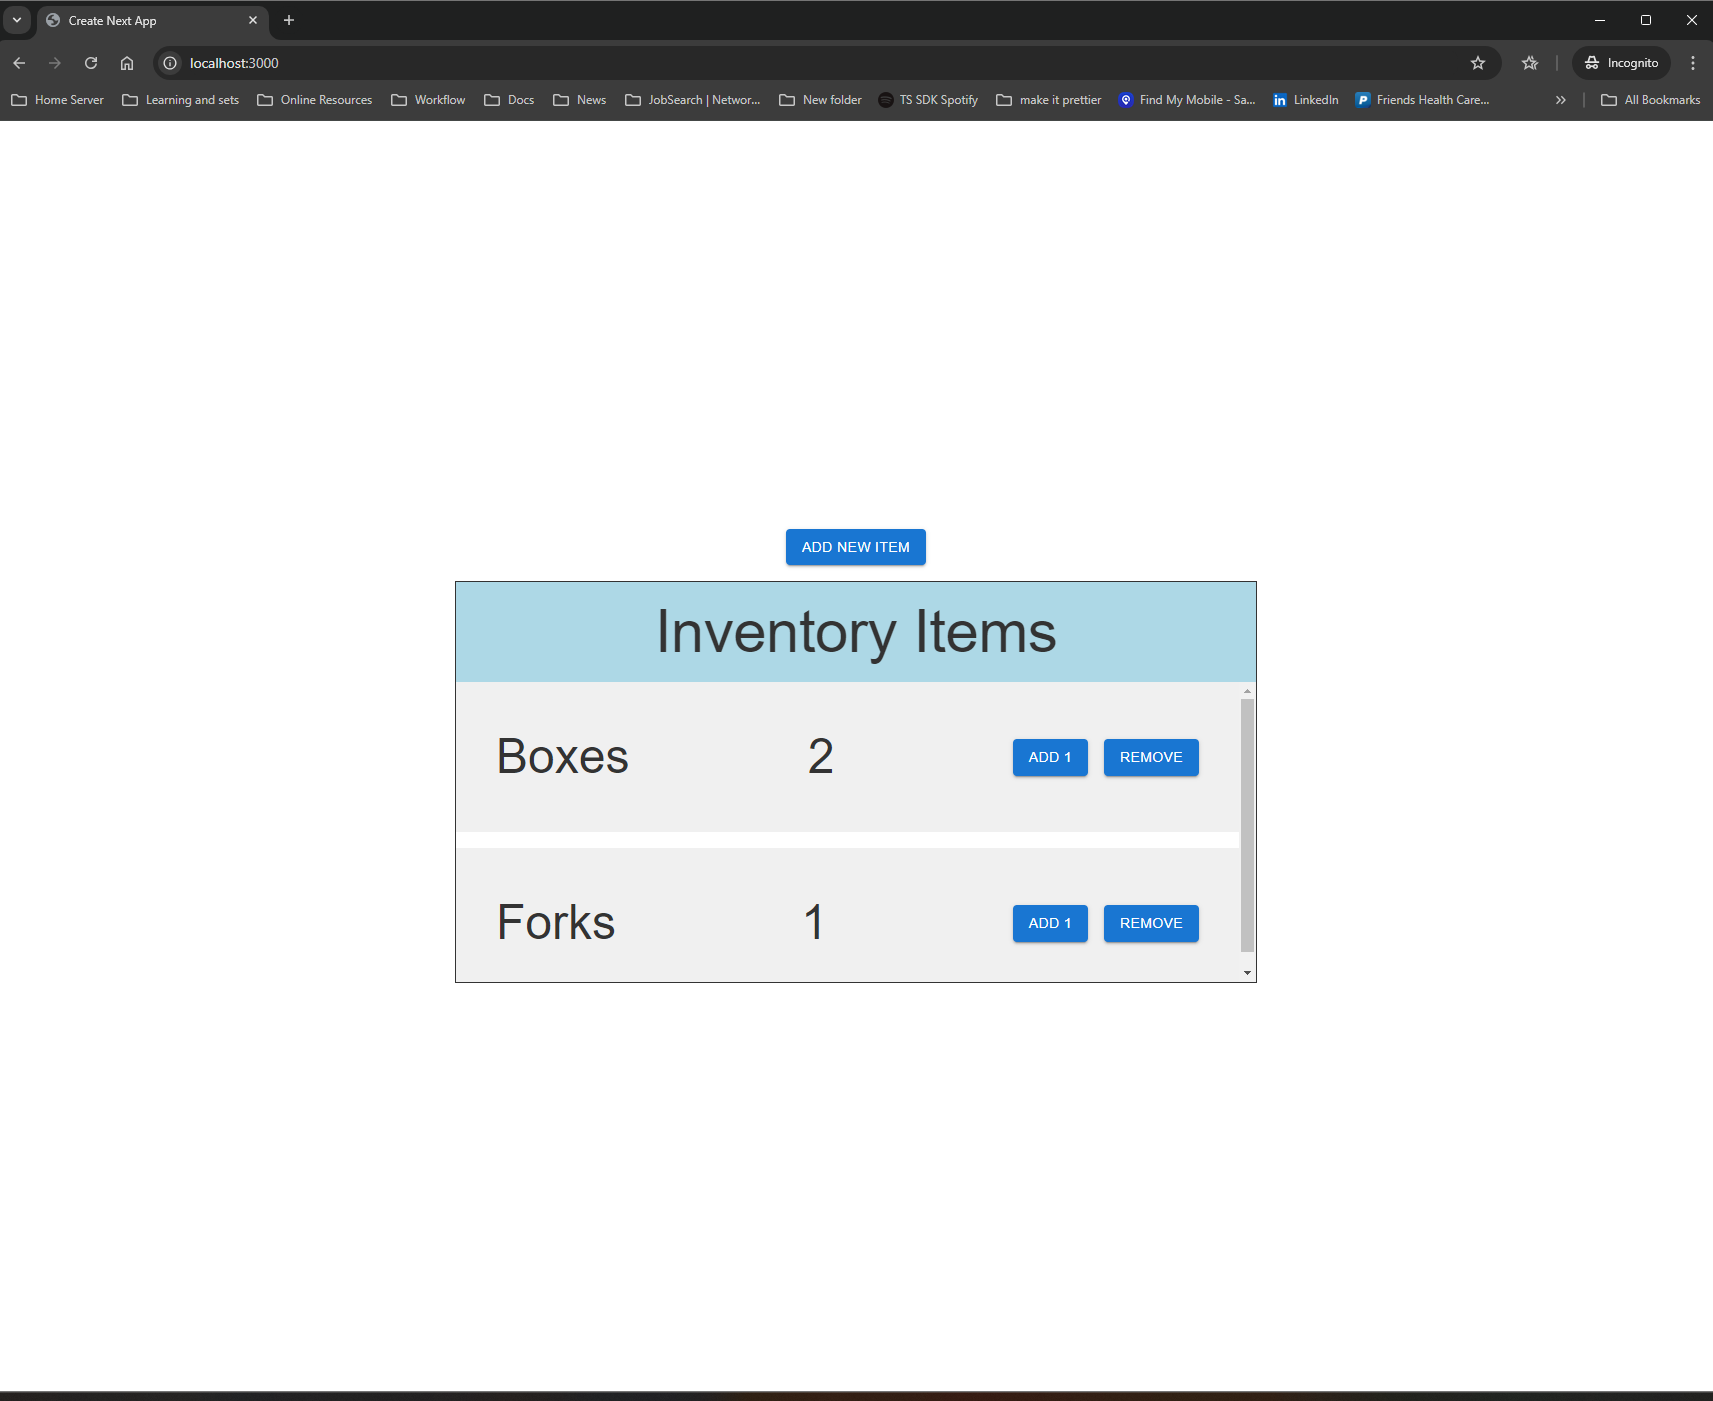 Create Next App
localhost:3000
Incognito
Home Server Learning and sets Online Resources Workflow Docs News JobSearch | Networ... New folder TS SDK Spotify make it prettier Find My Mobile - Sa... LinkedIn Friends Health Care... All Bookmarks
ADD NEW ITEM
Inventory Items
Boxes 2 ADD 1 REMOVE
Forks 1 ADD 1 REMOVE